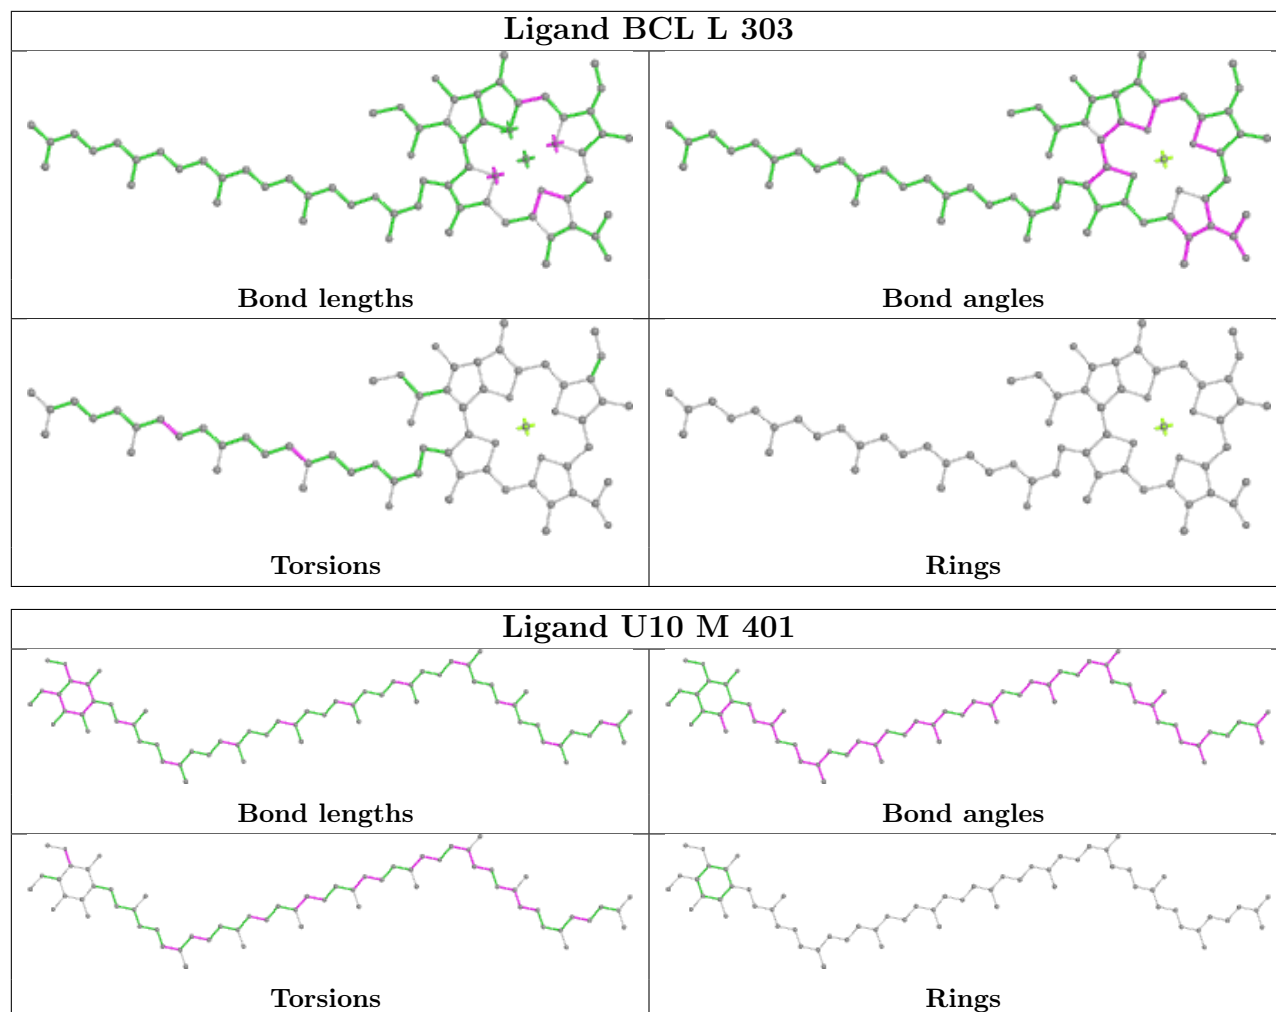 Ligand BCL L 303
Bond lengths
Bond angles
Torsions
Rings
Ligand U10 M 401
Bond lengths
Bond angles
Torsions
Rings